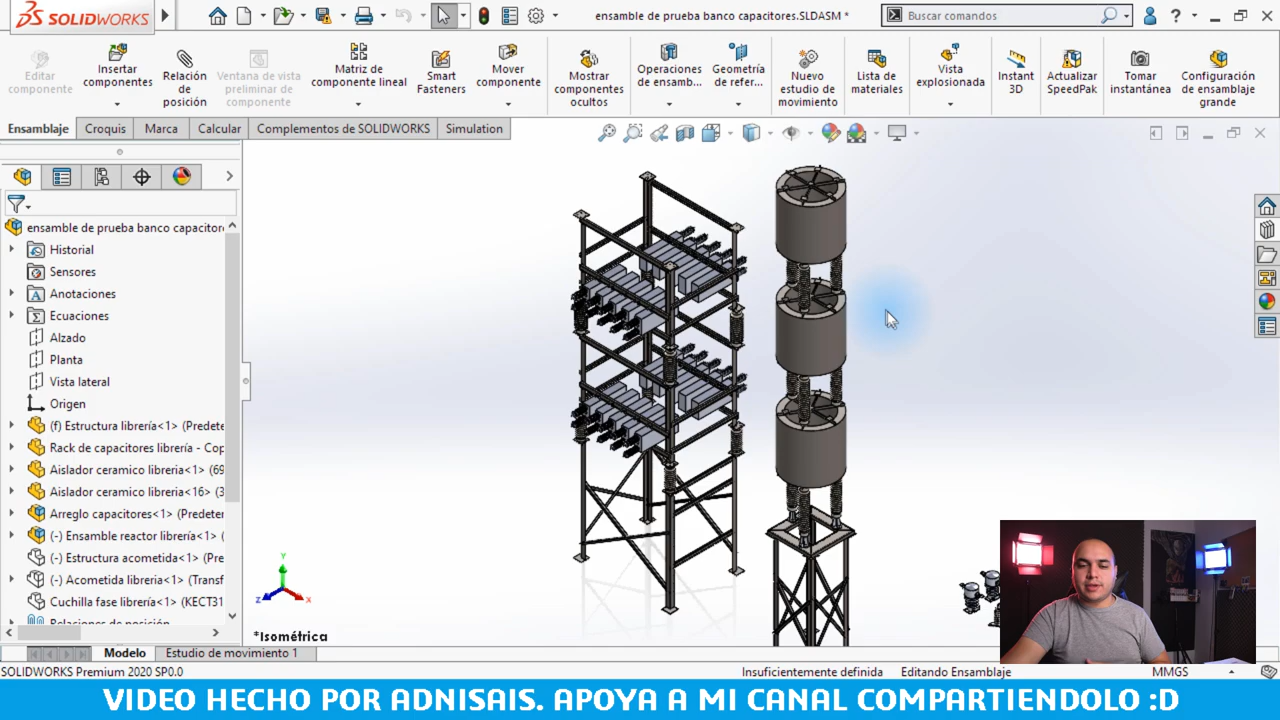 SOLIDWORKS
ensamble de prueba banco capacitores.SLDASM *
Buscar comandos
Editar
componente
Insertar
componentes
Relación
de
posición
Ventana de vista
preliminar de
componente
Matriz de
componente lineal
Smart
Fasteners
Mover
componente
Mostrar
componentes
ocultos
Operaciones
de ensamb...
Geometría
de refer...
Nuevo
estudio de
movimiento
Lista de
materiales
Vista
explosionada
Instant
3D
Actualizar
SpeedPak
Tomar
instantánea
Configuración
de ensamblaje
grande
Ensamblaje
Croquis
Marca
Calcular
Complementos de SOLIDWORKS
Simulation
ensamble de prueba banco capacitor
Historial
Sensores
Anotaciones
Ecuaciones
Alzado
Planta
Vista lateral
Origen
(f) Estructura librería<1> (Predete
Rack de capacitores librería - Cop
Aislador ceramico libreria<1> (69
Aislador ceramico libreria<16> (3
Arreglo capacitores<1> (Predeter
(-) Ensamble reactor librería<1> (
(-) Estructura acometida<1> (Pre
(-) Acometida libreria<1> (Transf
Cuchilla fase librería<1> (KECT31
Relaciones de posición
Y
Z
X
*Isométrica
Modelo
Estudio de movimiento 1
SOLIDWORKS Premium 2020 SP0.0
Insuficientemente definida
Editando Ensamblaje
MMGS
VIDEO HECHO POR ADNISAIS. APOYA A MI CANAL COMPARTIENDOLO :D